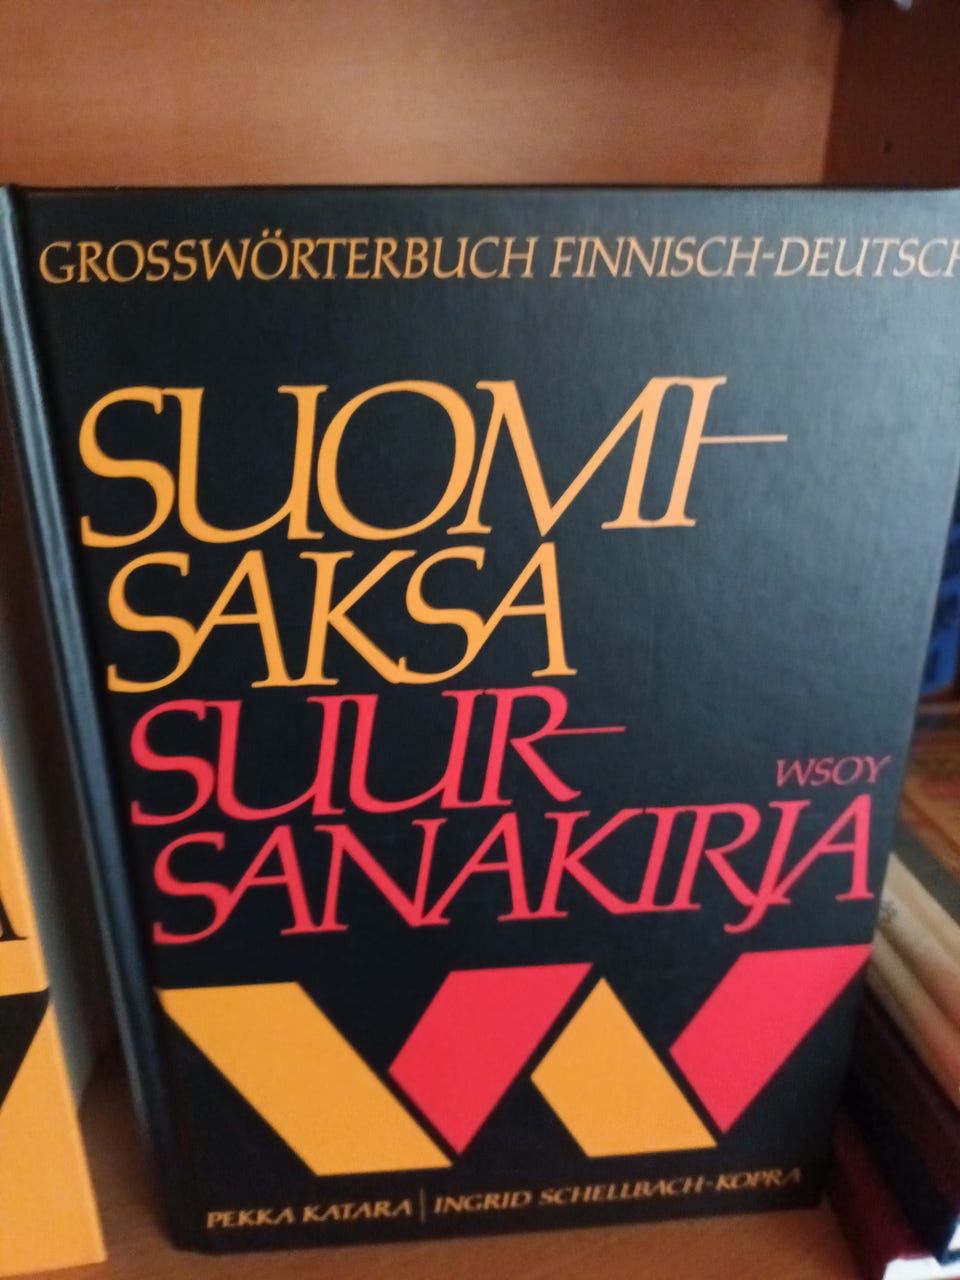 GROSSWÖRTERBUCH FINNISCH-DEUTSCH
SUOMI-
SAKSA
SUUR-
WSOY
SANAKIRJA
PEKKA KATARA | INGRID SCHELLBACH-KOPRA